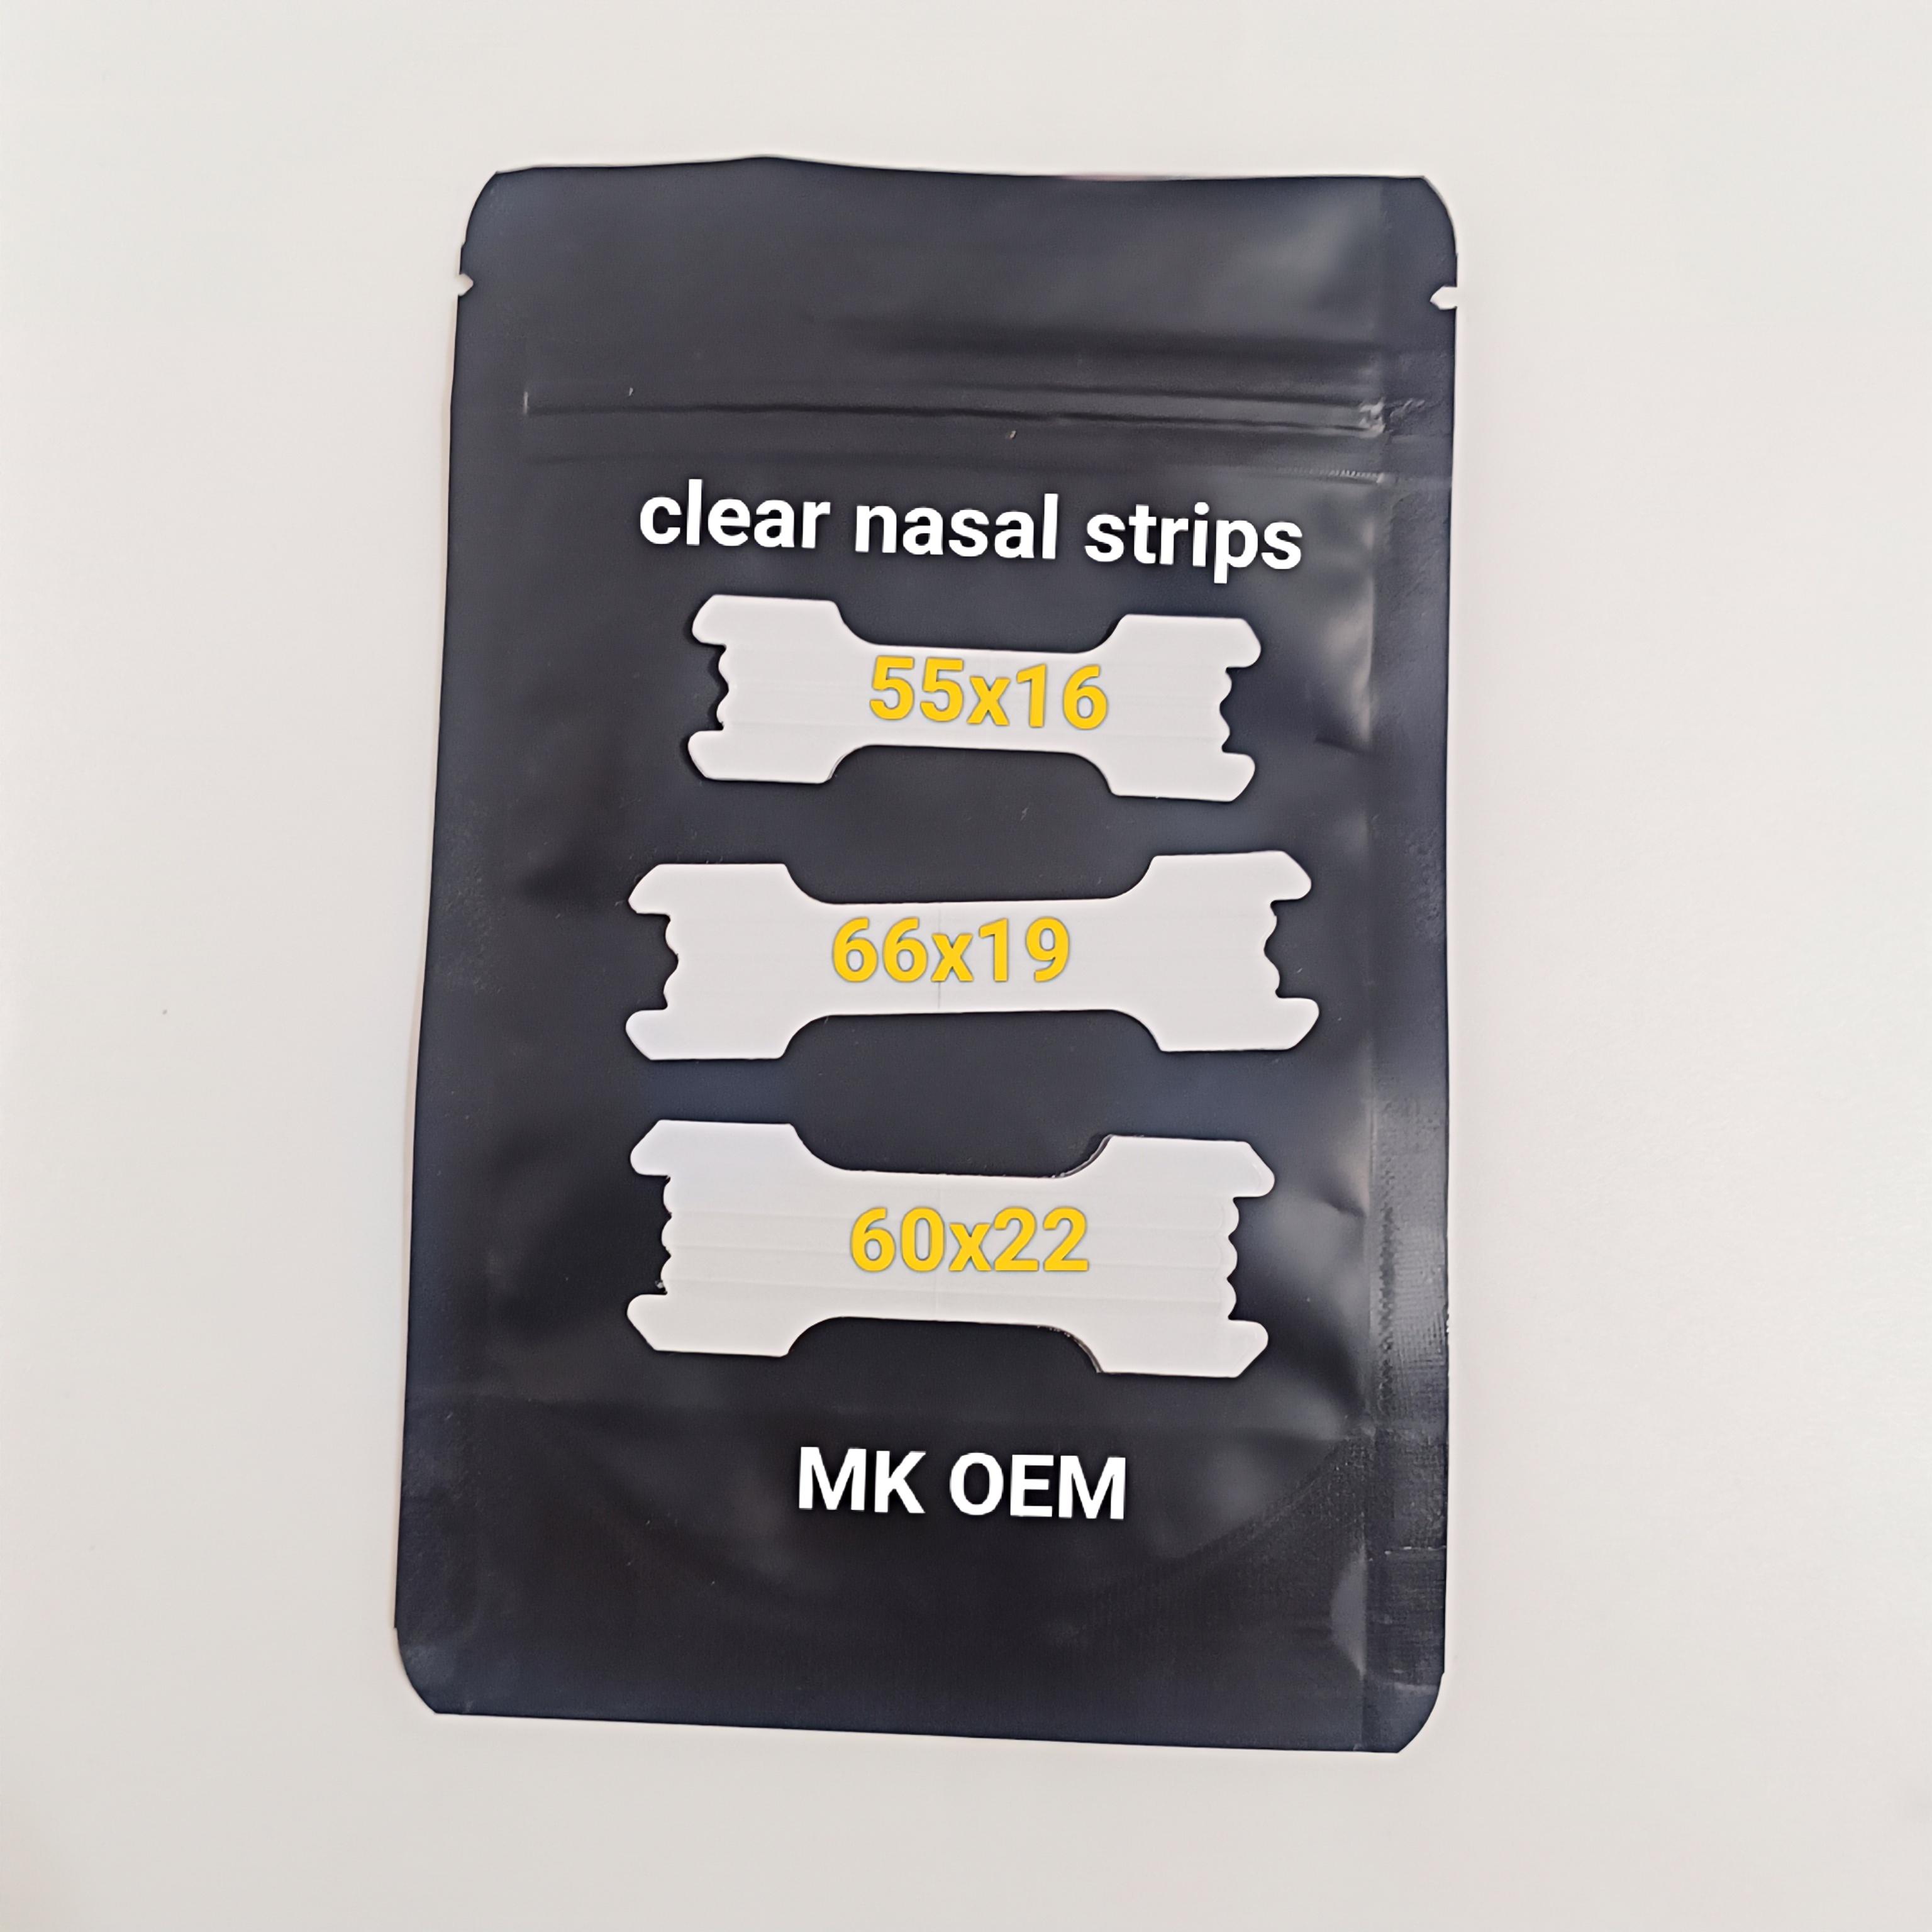 clear nasal strips
55x16
66x19
60x22
MK OEM